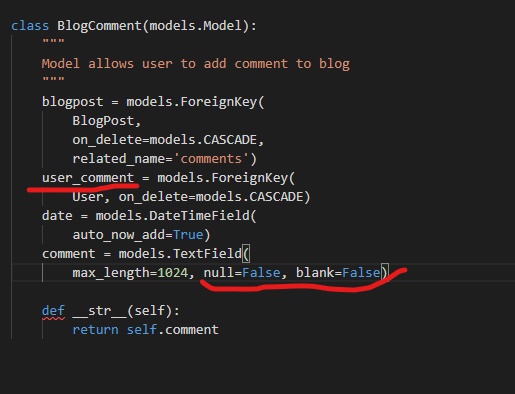 class BlogComment(models.Model):
"""
Model allows user to add comment to blog
"""
blogpost = models.ForeignKey(
BlogPost,
on_delete=models.CASCADE,
related_name='comments')
user_comment = models.ForeignKey(
User, on_delete=models.CASCADE)
date = models.DateTimeField(
auto_now_add=True)
comment = models.TextField(
max_length=1024, null=False, blank=False)
def __str__(self):
return self.comment